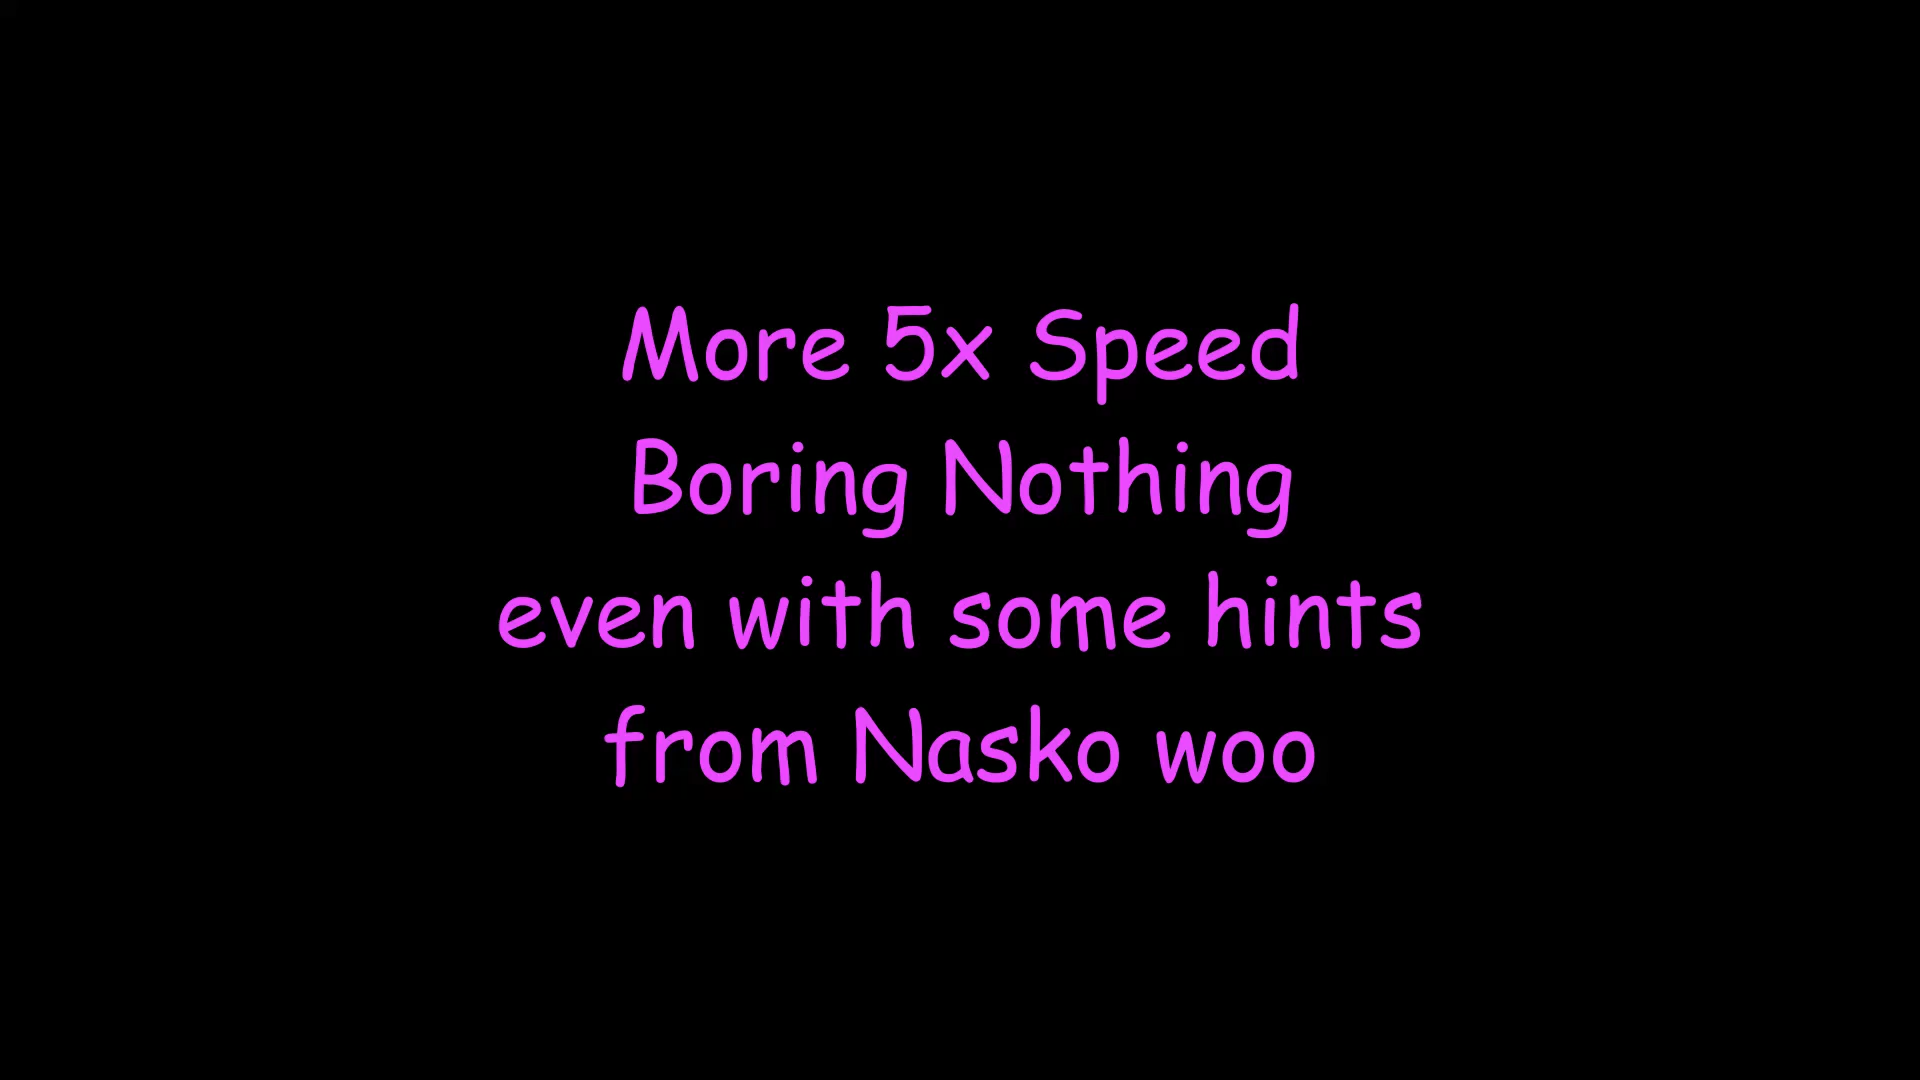 More 5x Speed
Boring Nothing
even with some hints
from Nasko woo